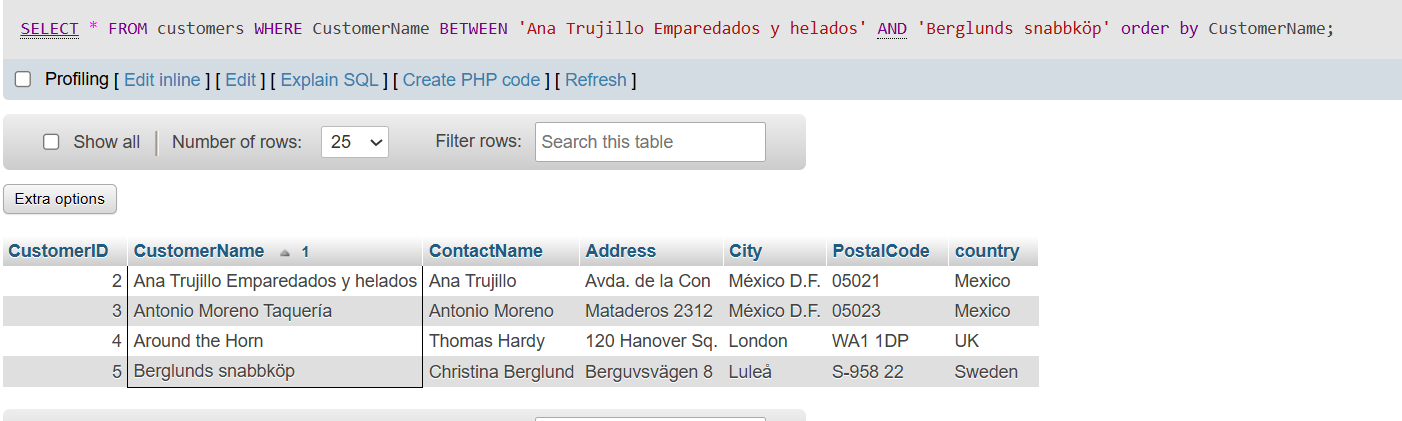 SELECT * FROM customers WHERE CustomerName BETWEEN 'Ana Trujillo Emparedados y helados' AND 'Berglunds snabbköp' order by CustomerName;
Profiling [ Edit inline ] [ Edit ] [ Explain SQL ] [ Create PHP code ] [ Refresh ]
Show all Number of rows: 25 Filter rows: Search this table
Extra options
CustomerID CustomerName 1 ContactName Address City PostalCode country
2 Ana Trujillo Emparedados y helados Ana Trujillo Avda. de la Con México D.F. 05021 Mexico
3 Antonio Moreno Taquería Antonio Moreno Mataderos 2312 México D.F. 05023 Mexico
4 Around the Horn Thomas Hardy 120 Hanover Sq. London WA1 1DP UK
5 Berglunds snabbköp Christina Berglund Berguvsvägen 8 Luleå S-958 22 Sweden